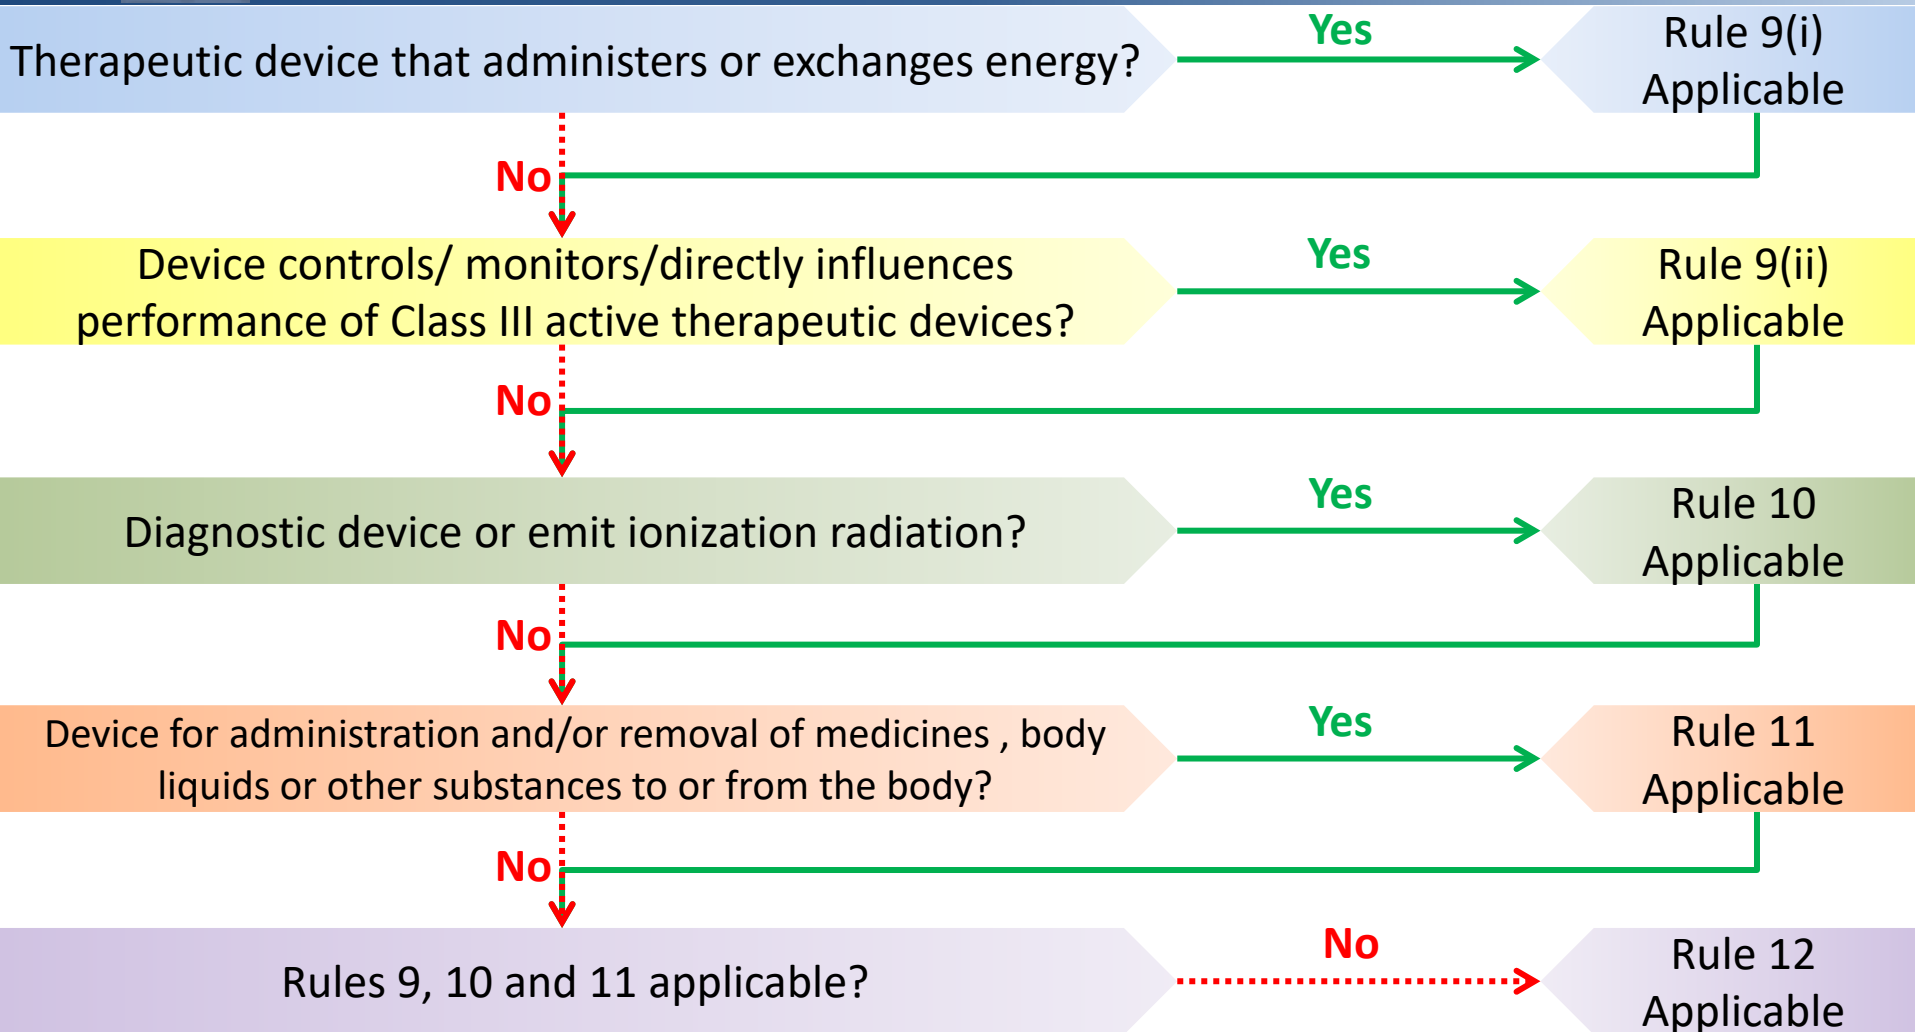 Therapeutic device that administers or exchanges energy?
Yes
Rule 9(i)
Applicable
No
Device controls/ monitors/directly influences
performance of Class III active therapeutic devices?
Yes
Rule 9(ii)
Applicable
No
Diagnostic device or emit ionization radiation?
Yes
Rule 10
Applicable
No
Device for administration and/or removal of medicines , body
liquids or other substances to or from the body?
Yes
Rule 11
Applicable
No
Rules 9, 10 and 11 applicable?
No
Rule 12
Applicable